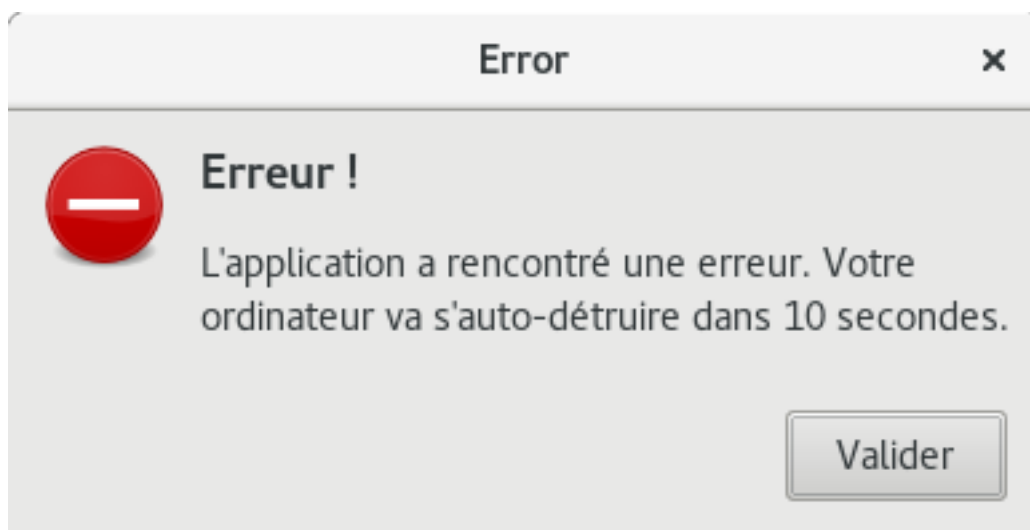 Error
Erreur !
L'application a rencontré une erreur. Votre
ordinateur va s'auto-détruire dans 10 secondes.
Valider